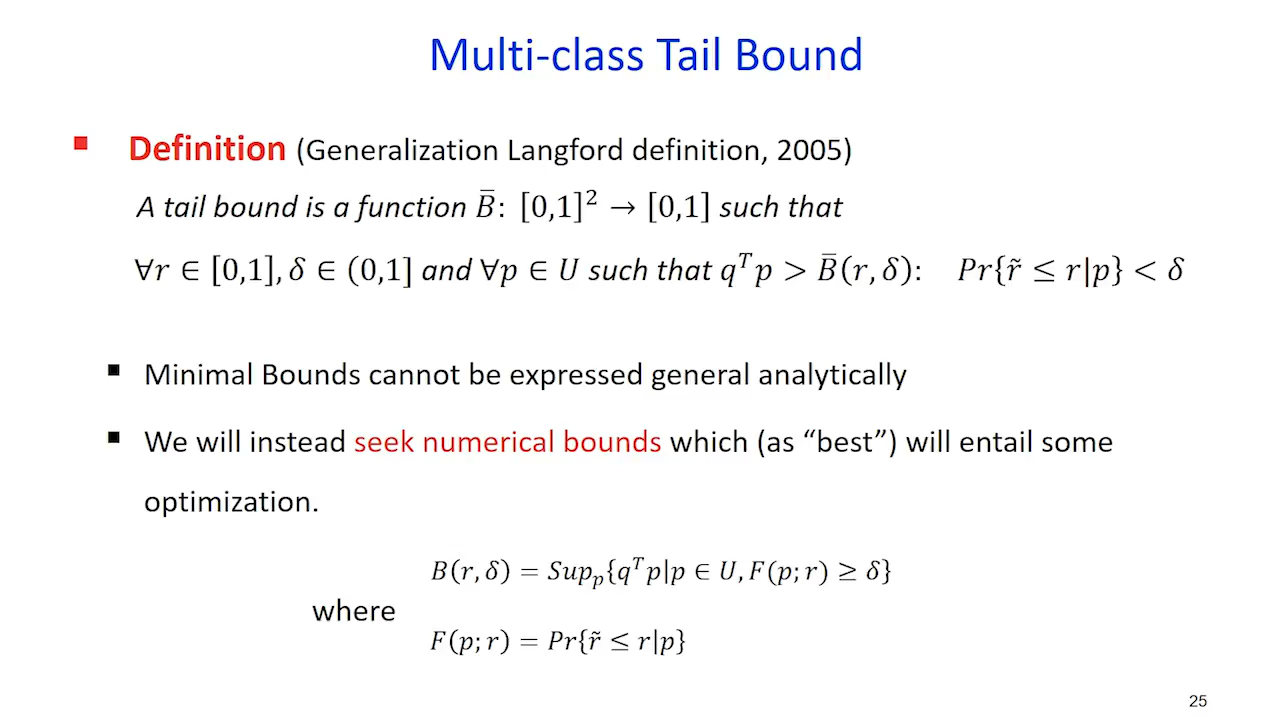 Multi-class Tail Bound
▪ Definition (Generalization Langford definition, 2005)
A tail bound is a function B̄: [0,1]² → [0,1] such that
∀r ∈ [0,1], δ ∈ (0,1] and ∀p ∈ U such that qᵀp > B̄(r, δ): Pr{r̃ ≤ r|p} < δ
▪ Minimal Bounds cannot be expressed general analytically
▪ We will instead seek numerical bounds which (as “best”) will entail some
optimization.
B(r, δ) = Supₚ{qᵀp|p ∈ U, F(p; r) ≥ δ}
where
F(p; r) = Pr{r̃ ≤ r|p}
25